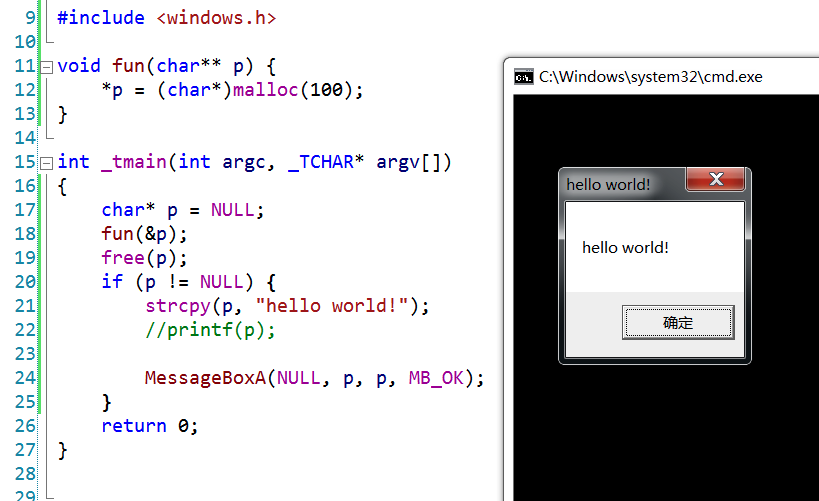 9 #include <windows.h>
10
11 void fun(char** p) {
12     *p = (char*)malloc(100);
13 }
14
15 int _tmain(int argc, _TCHAR* argv[])
16 {
17     char* p = NULL;
18     fun(&p);
19     free(p);
20     if (p != NULL) {
21         strcpy(p, "hello world!");
22         //printf(p);
23
24         MessageBoxA(NULL, p, p, MB_OK);
25     }
26     return 0;
27 }
28
29
C:\Windows\system32\cmd.exe
hello world!
hello world!
确定